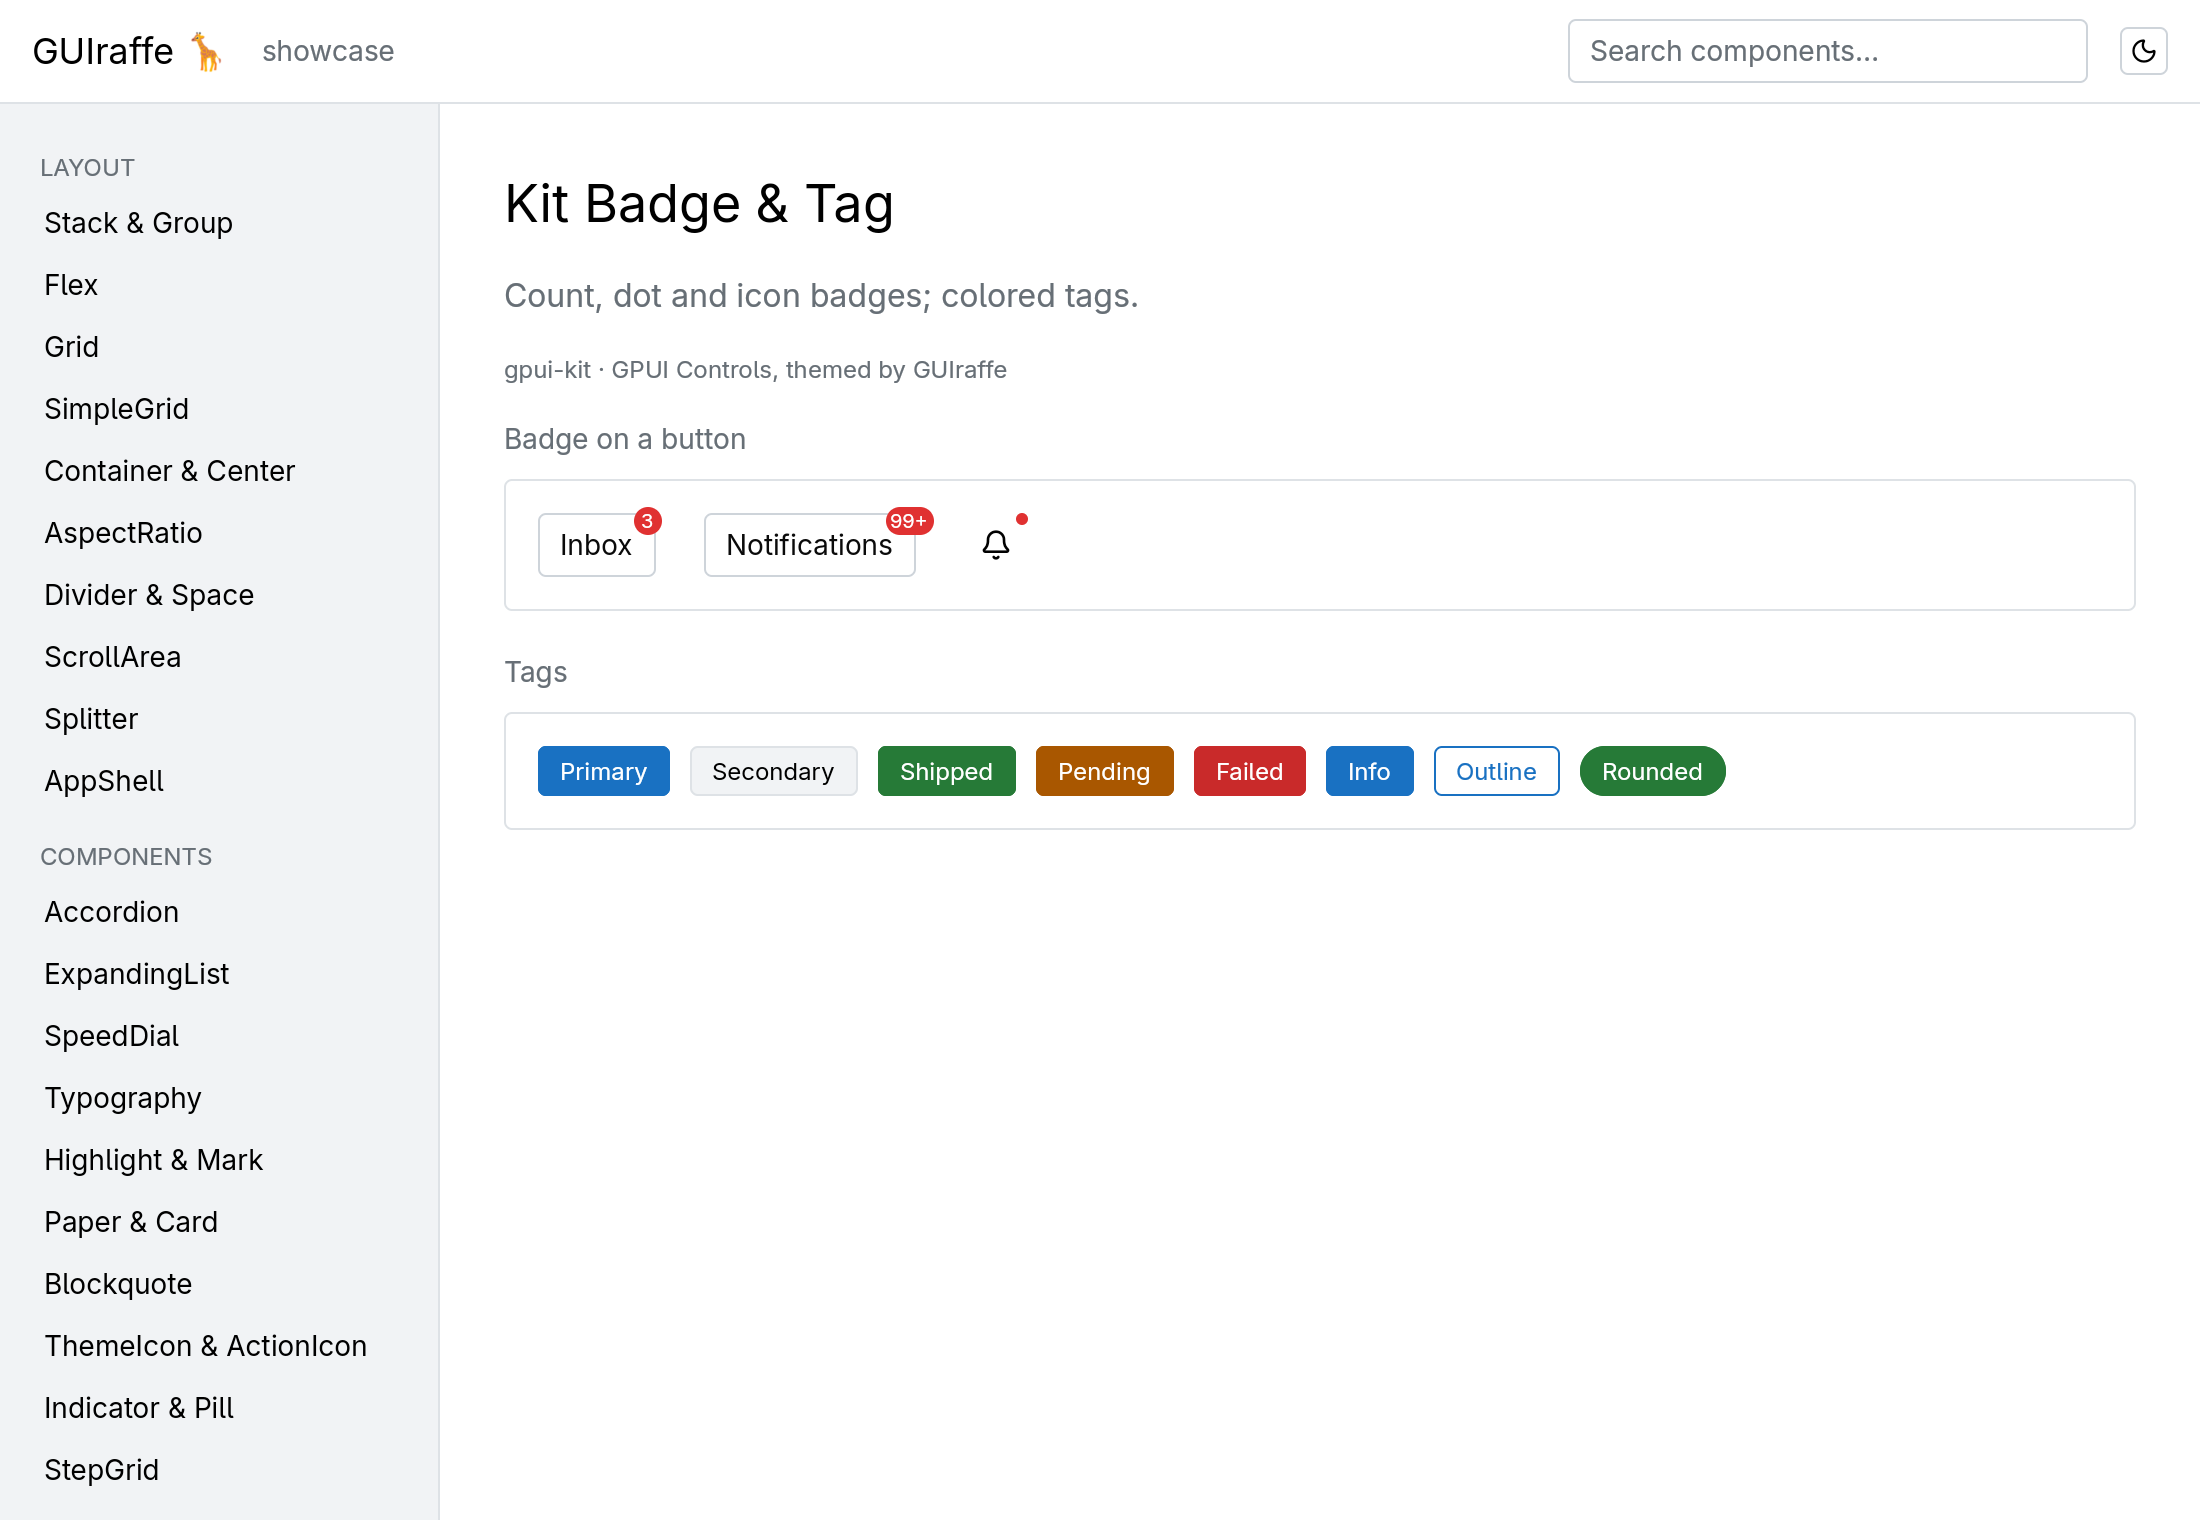 GUIraffe 🦒 showcase
Search components...
LAYOUT
Stack & Group
Flex
Grid
SimpleGrid
Container & Center
AspectRatio
Divider & Space
ScrollArea
Splitter
AppShell
COMPONENTS
Accordion
ExpandingList
SpeedDial
Typography
Highlight & Mark
Paper & Card
Blockquote
ThemeIcon & ActionIcon
Indicator & Pill
StepGrid
Kit Badge & Tag
Count, dot and icon badges; colored tags.
gpui-kit · GPUI Controls, themed by GUIraffe
Badge on a button
Inbox 3 Notifications 99+
Tags
Primary Secondary Shipped Pending Failed Info Outline Rounded